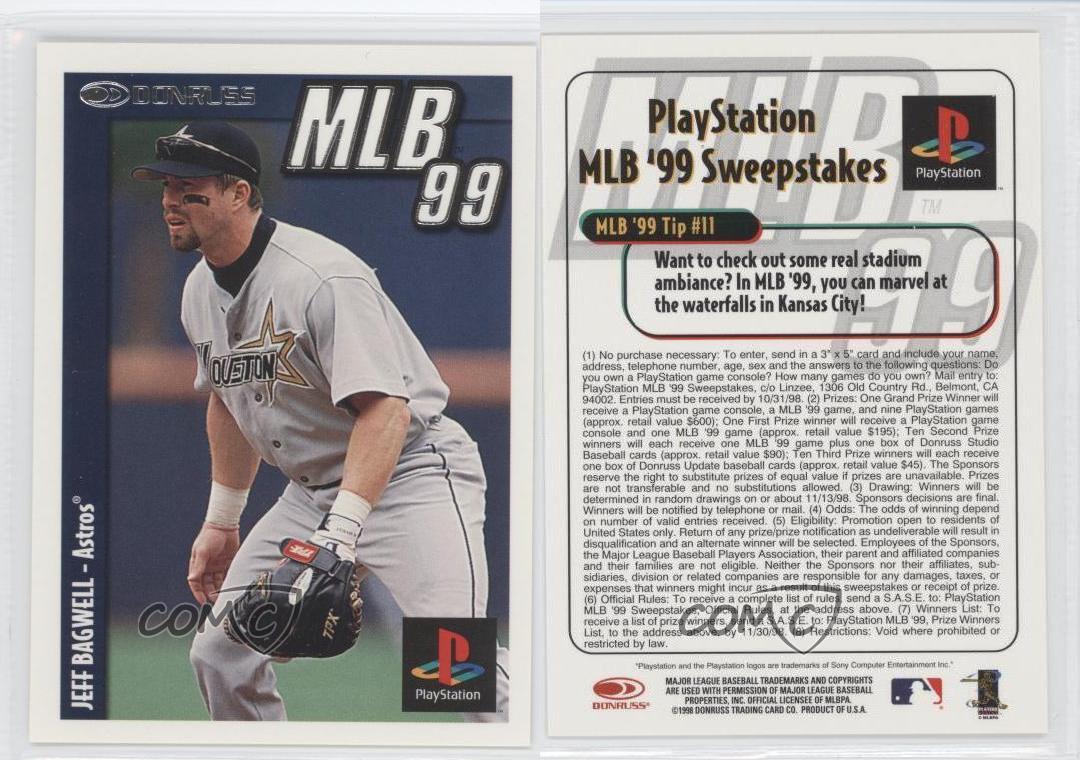 DONRUSS
MLB
99
HOUSTON
TPX
JEFF BAGWELL - Astros®
PlayStation
COMC
PlayStation
MLB '99 Sweepstakes
PlayStation
TM
MLB
99
MLB '99 Tip #11
Want to check out some real stadium
ambiance? In MLB '99, you can marvel at
the waterfalls in Kansas City!
(1) No purchase necessary: To enter, send in a 3" x 5" card and include your name,
address, telephone number, age, sex and the answers to the following questions: Do
you own a PlayStation game console? How many games do you own? Mail entry to:
PlayStation MLB '99 Sweepstakes, c/o Linzee, 1306 Old Country Rd., Belmont, CA
94002. Entries must be received by 10/31/98. (2) Prizes: One Grand Prize Winner will
receive a PlayStation game console, a MLB '99 game, and nine PlayStation games
(approx. retail value $600); One First Prize winner will receive a PlayStation game
console and one MLB '99 game (approx. retail value $195); Ten Second Prize
winners will each receive one MLB '99 game plus one box of Donruss Studio
Baseball cards (approx. retail value $90); Ten Third Prize winners will each receive
one box of Donruss Update baseball cards (approx. retail value $45). The Sponsors
reserve the right to substitute prizes of equal value if prizes are unavailable. Prizes
are not transferable and no substitutions allowed. (3) Drawing: Winners will be
determined in random drawings on or about 11/13/98. Sponsors decisions are final.
Winners will be notified by telephone or mail. (4) Odds: The odds of winning depend
on number of valid entries received. (5) Eligibility: Promotion open to residents of
United States only. Return of any prize/prize notification as undeliverable will result in
disqualification and an alternate winner will be selected. Employees of the Sponsors,
the Major League Baseball Players Association, their parent and affiliated companies
and their families are not eligible. Neither the Sponsors nor their affiliates, sub-
sidiaries, division or related companies are responsible for any damages, taxes, or
expenses that winners might incur as a result of this sweepstakes or receipt of prize.
(6) Official Rules: To receive a complete list of rules, send a S.A.S.E. to: PlayStation
MLB '99 Sweepstakes, Official Rules, at the address above. (7) Winners List: To
receive a list of prize winners, send a S.A.S.E. to: PlayStation MLB '99, Prize Winners
List, to the address above, by 11/30/98. (8) Restrictions: Void where prohibited or
restricted by law.
COMC
"Playstation and the Playstation logos are trademarks of Sony Computer Entertainment Inc."
DONRUSS®
MAJOR LEAGUE BASEBALL TRADEMARKS AND COPYRIGHTS
ARE USED WITH PERMISSION OF MAJOR LEAGUE BASEBALL
PROPERTIES, INC. OFFICIAL LICENSEE OF MLBPA.
©1998 DONRUSS TRADING CARD CO. PRODUCT OF U.S.A.
© MLBPA